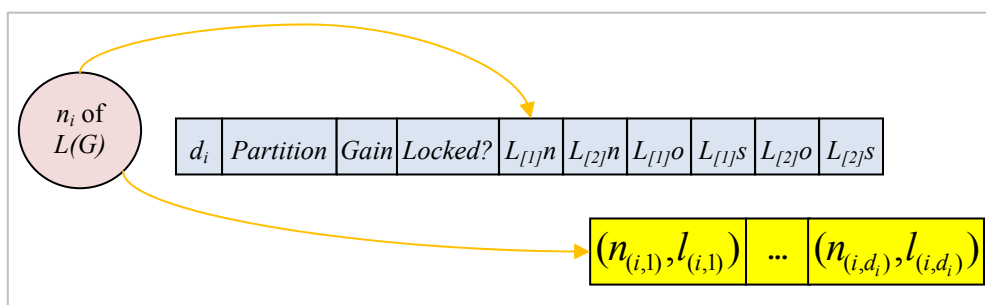 n_i of
L(G)
d_i Partition Gain Locked? L_[1]n L_[2]n L_[1]o L_[1]s L_[2]o L_[2]s
(n_(i,1), l_(i,1)) ... (n_(i,d_i), l_(i,d_i))